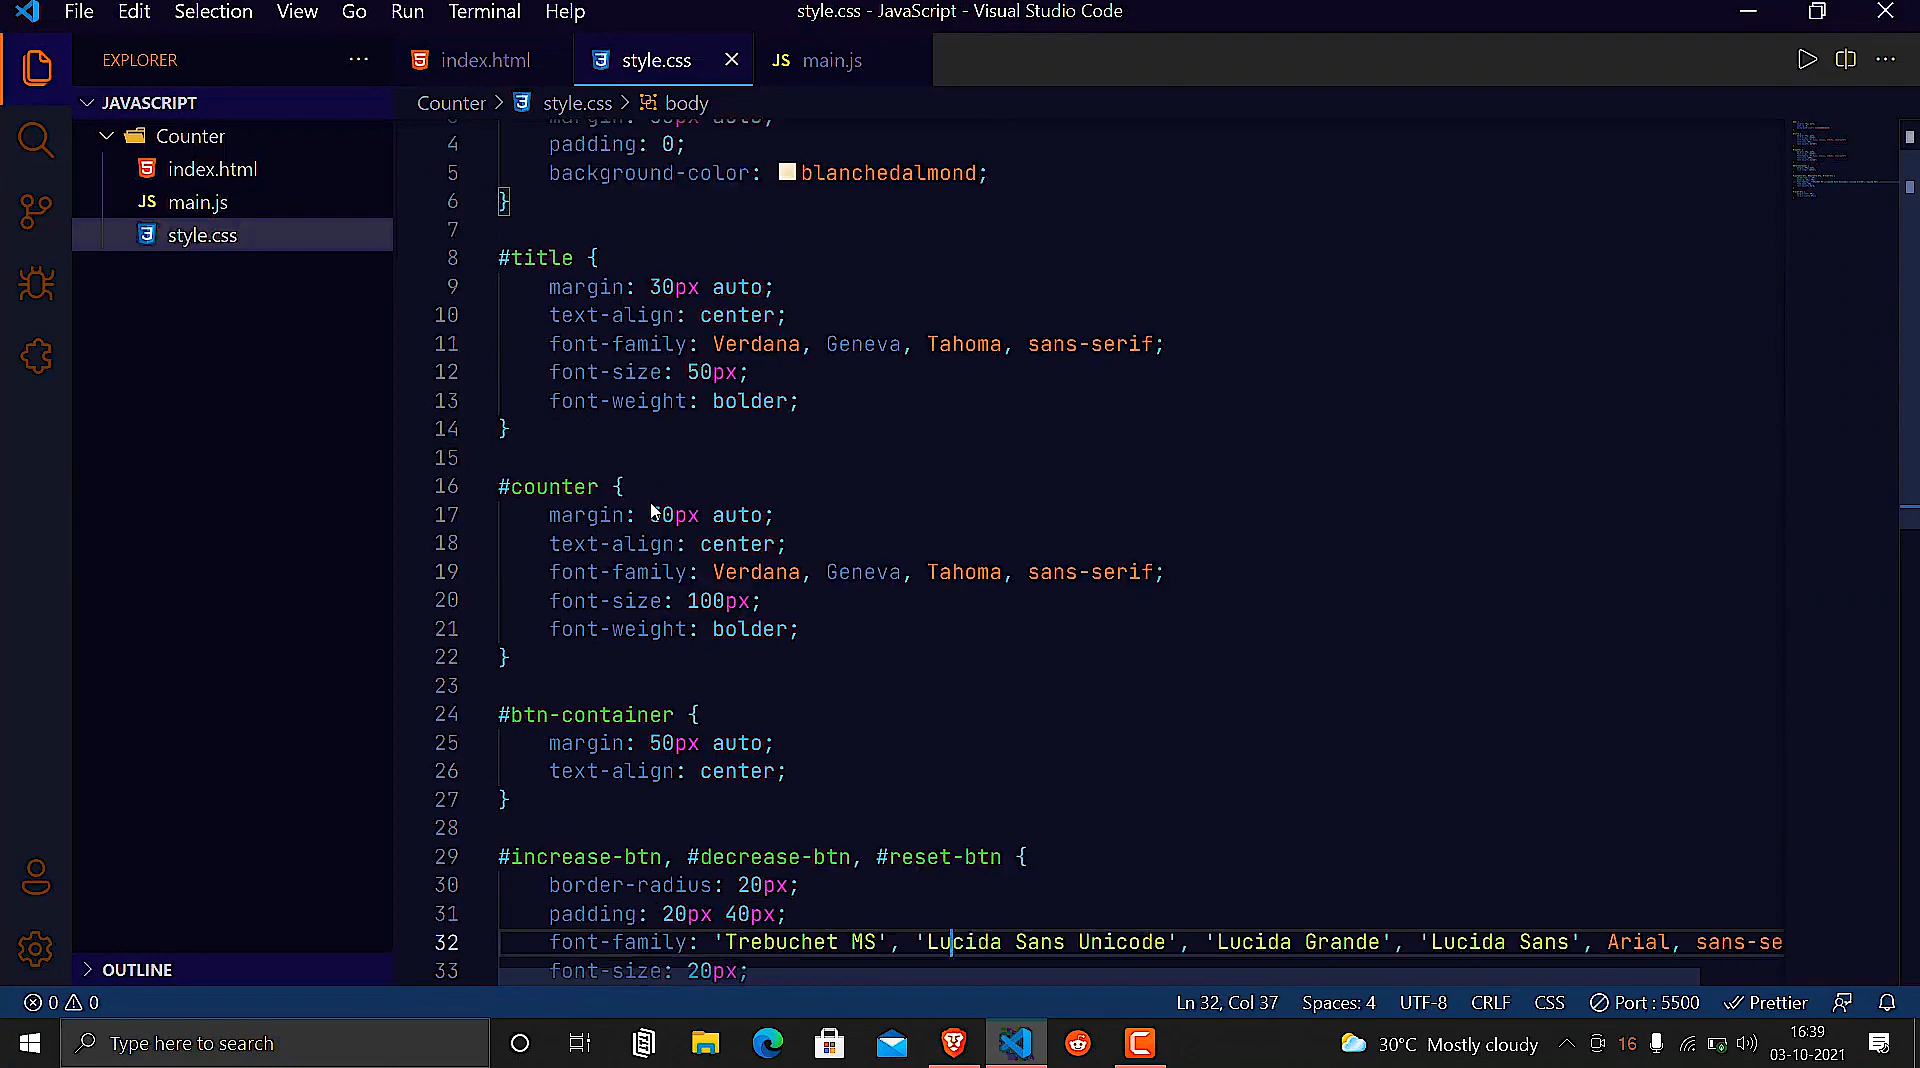 File Edit Selection View Go Run Terminal Help
style.css - JavaScript - Visual Studio Code
EXPLORER
index.html
style.css
JS main.js
JAVASCRIPT
Counter > style.css > body
Counter
index.html
JS main.js
style.css
4 padding: 0;
5 background-color: blanchedalmond;
6 }
7
8 #title {
9 margin: 30px auto;
10 text-align: center;
11 font-family: Verdana, Geneva, Tahoma, sans-serif;
12 font-size: 50px;
13 font-weight: bolder;
14 }
15
16 #counter {
17 margin: 0px auto;
18 text-align: center;
19 font-family: Verdana, Geneva, Tahoma, sans-serif;
20 font-size: 100px;
21 font-weight: bolder;
22 }
23
24 #btn-container {
25 margin: 50px auto;
26 text-align: center;
27 }
28
29 #increase-btn, #decrease-btn, #reset-btn {
30 border-radius: 20px;
31 padding: 20px 40px;
32 font-family: 'Trebuchet MS', 'Lucida Sans Unicode', 'Lucida Grande', 'Lucida Sans', Arial, sans-se
33 font-size: 20px;
OUTLINE
0 0
Ln 32, Col 37 Spaces: 4 UTF-8 CRLF CSS Port : 5500 Prettier
Type here to search
30°C Mostly cloudy
16
16:39
03-10-2021